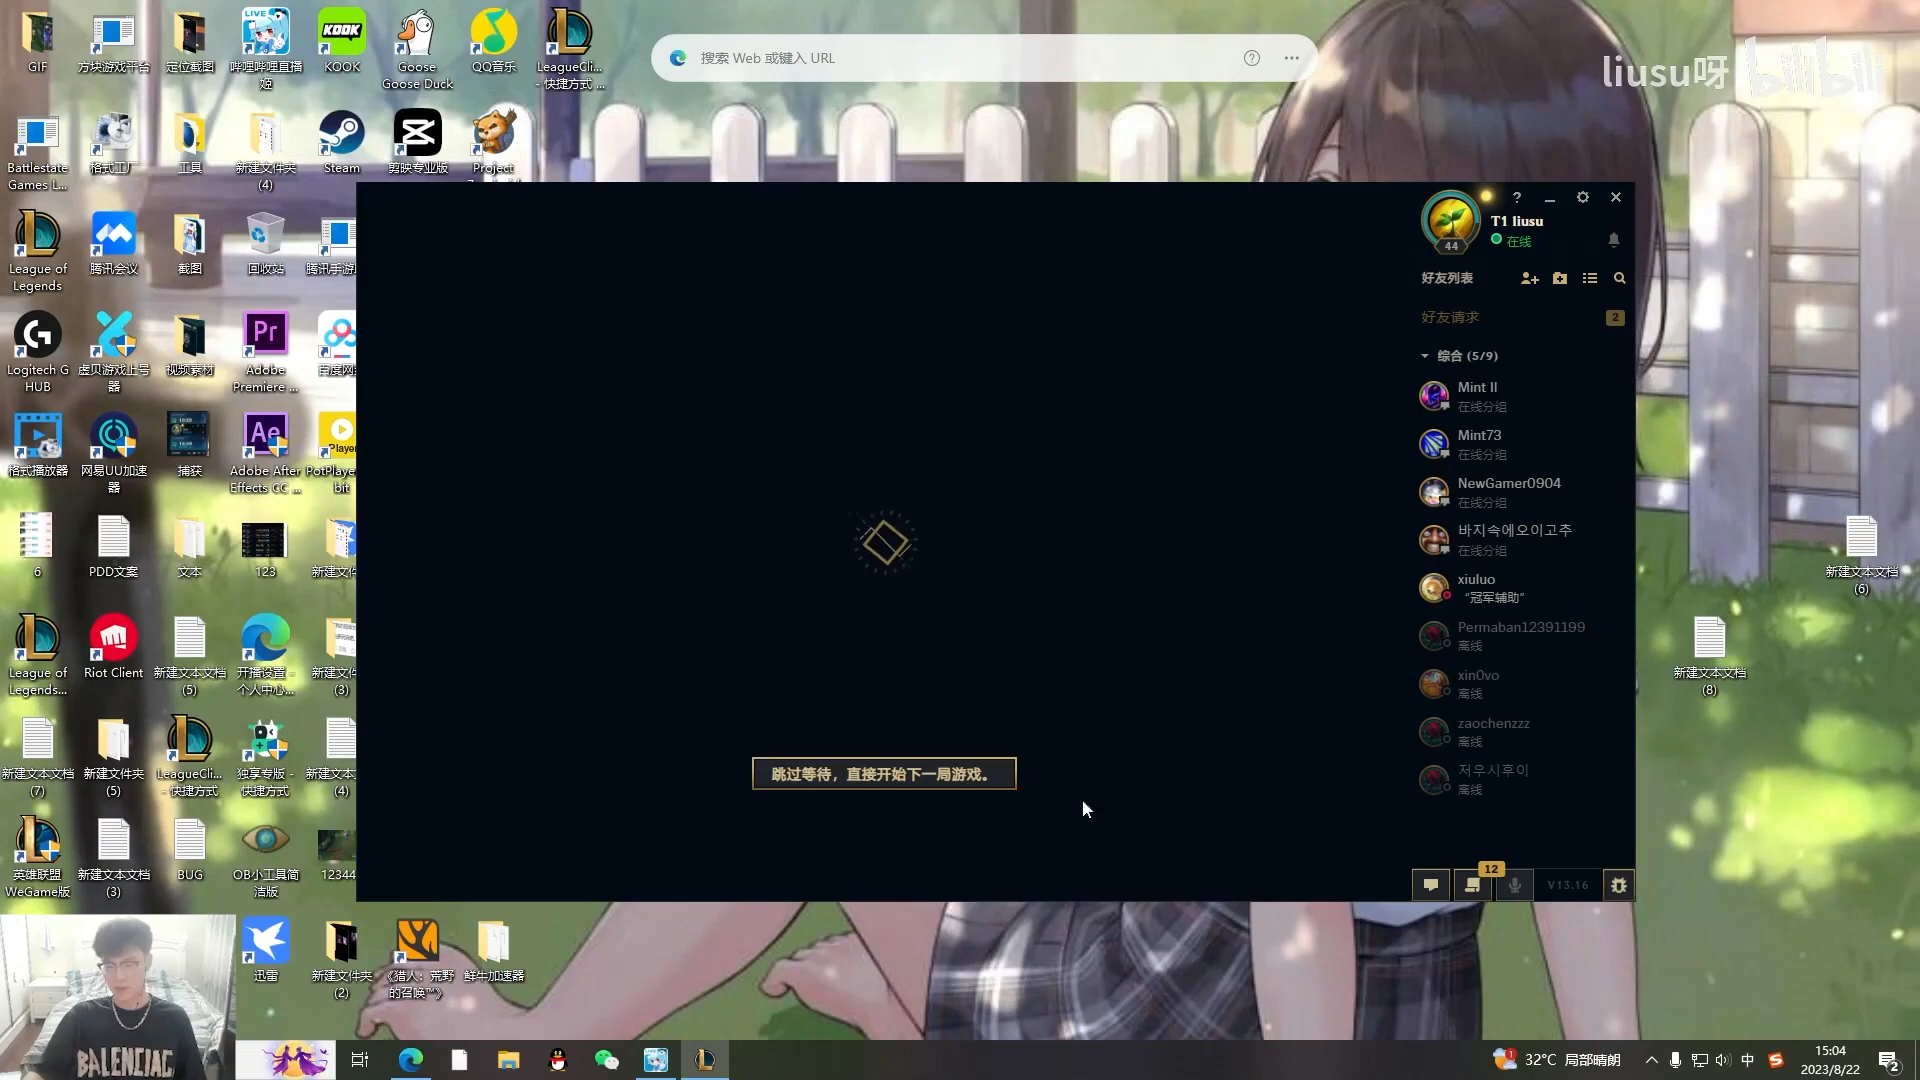 GIF
方块游戏平台
定位截图
哔哩哔哩直播姬
KOOK
Goose Goose Duck
QQ音乐
LeagueCli... - 快捷方式 ...
搜索 Web 或键入 URL
liusu呀 bilibili
Battlestate Games L...
格式工厂
工具
新建文件夹 (4)
Steam
剪映专业版
Project
League of Legends
腾讯会议
截图
回收站
腾讯手游
Logitech G HUB
虚贝游戏上号器
视频素材
Adobe Premiere ...
百度网
格式播放器
网易UU加速器
捕获
Adobe After Effects CC ...
PotPlaye bit
6
PDD文案
文本
123
新建文件
League of Legends...
Riot Client
新建文本文档 (5)
开播设置 - 个人中心...
新建文件 (3)
新建文本文档 (7)
新建文件夹 (5)
LeagueCli... - 快捷方式
独享专版 - 快捷方式
新建文本 (4)
英雄联盟 WeGame版
新建文本文档 (3)
BUG
OB小工具简洁版
12344
迅雷
新建文件夹 (2)
《猎人：荒野的召唤™》
鲜牛加速器
T1 liusu
44
在线
好友列表
好友请求
2
综合 (5/9)
Mint II
在线分组
Mint73
在线分组
NewGamer0904
在线分组
바지속에오이고추
在线分组
xiuluo
“冠军辅助”
Permaban12391199
离线
xin0vo
离线
zaochenzzz
离线
저우시후이
离线
跳过等待，直接开始下一局游戏。
12
V13.16
新建文本文档 (6)
新建文本文档 (8)
BALENCIAG
32°C 局部晴朗
中
15:04
2023/8/22
2